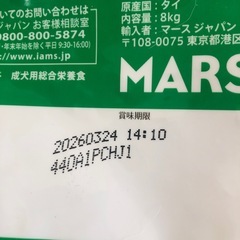 いてのお問い合わせは
ジャパン お客様相談室
0800-800-5874
・年末年始を除く9:30~17:00)
www.iams.jp
成犬用総合栄養食
原産国:タイ
内容量:8kg
輸入者:マース ジャパン
〒108-0075 東京都港区
MARS
賞味期限
20260324 14:10
440A1PCHJ1